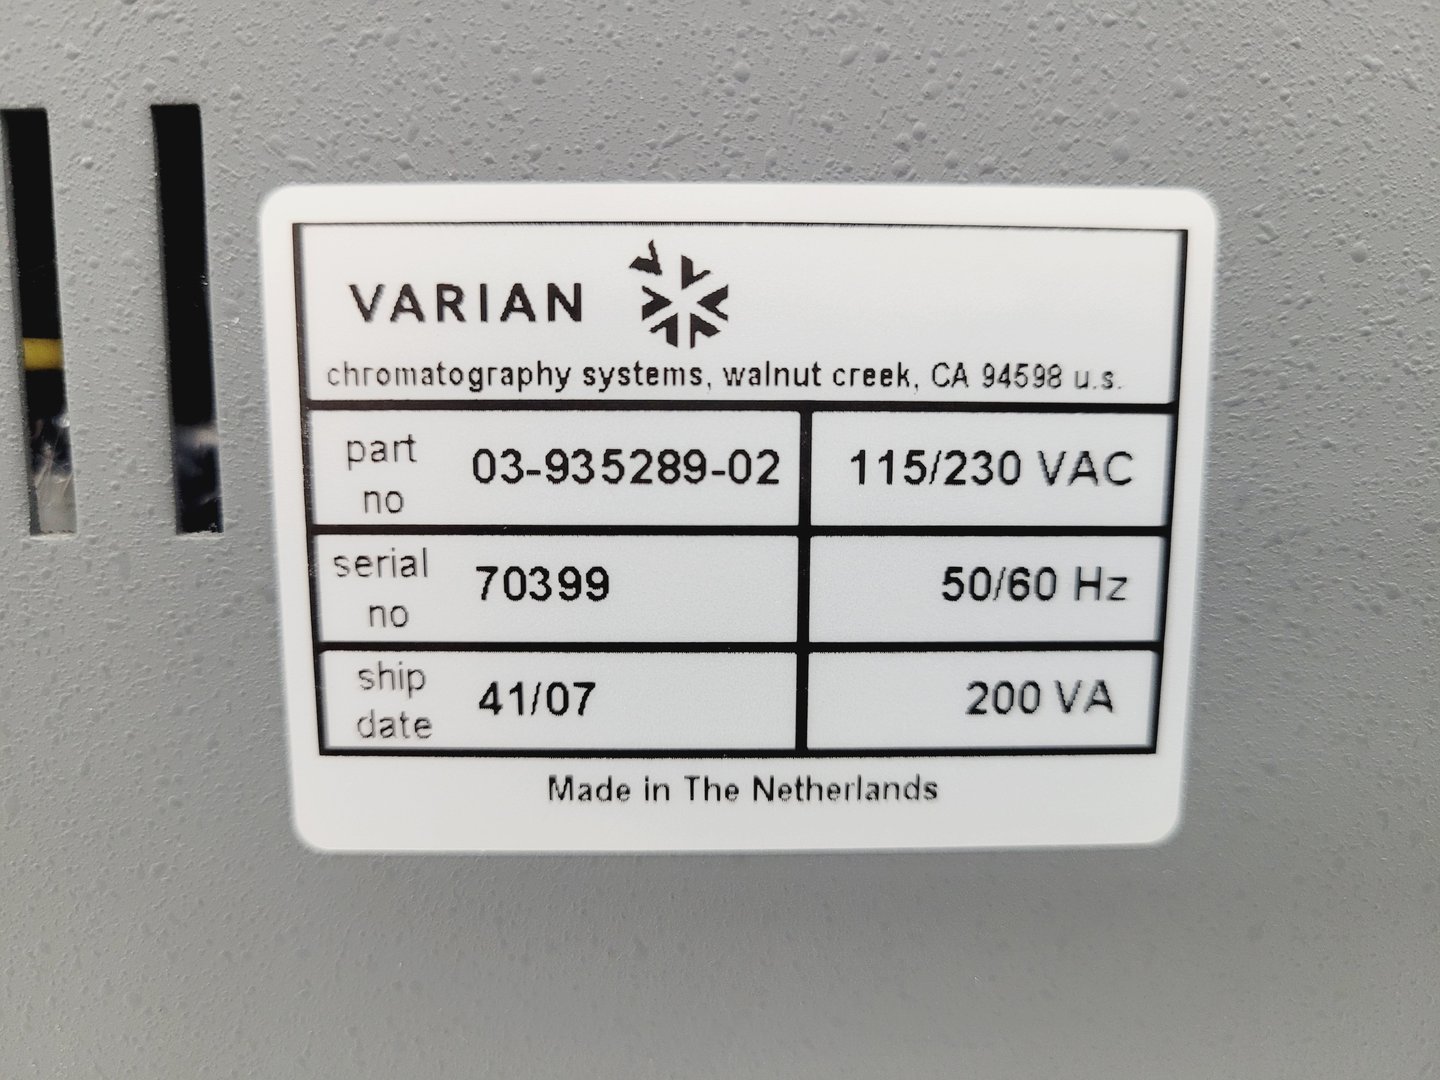 VARIAN
chromatography systems, walnut creek, CA 94598 u.s.
part no 03-935289-02 115/230 VAC
serial no 70399 50/60 Hz
ship date 41/07 200 VA
Made in The Netherlands